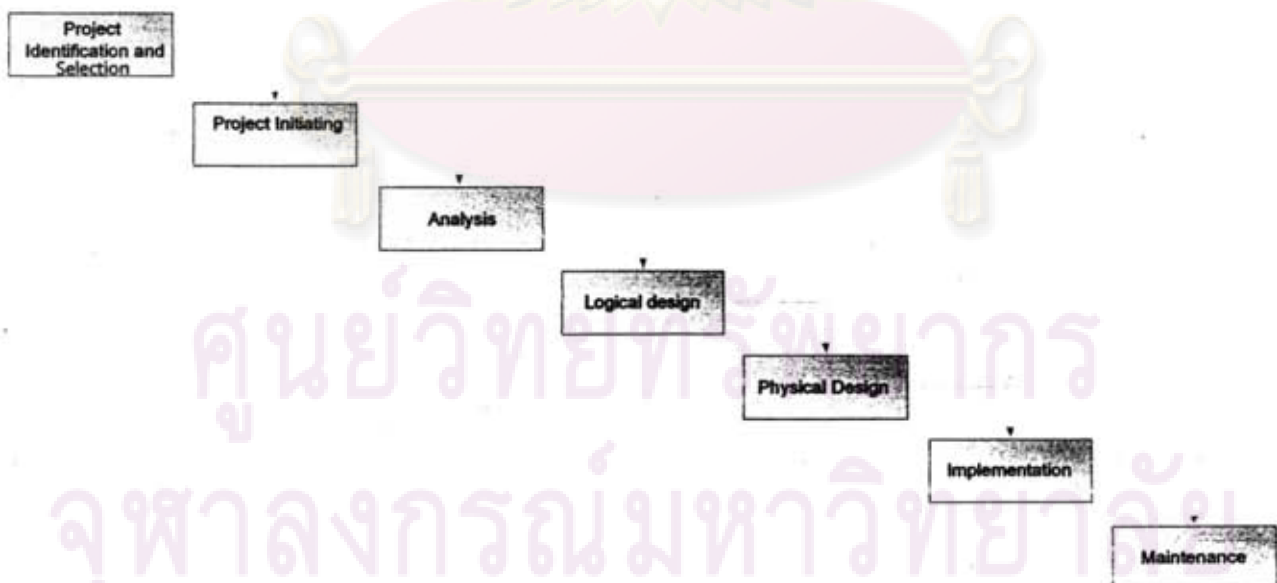 Project
Identification and
Selection
Project Initiating
Analysis
Logical design
Physical Design
Implementation
Maintenance
ศูนย์วิทยทรัพยากร
จุฬาลงกรณ์มหาวิทยาลัย